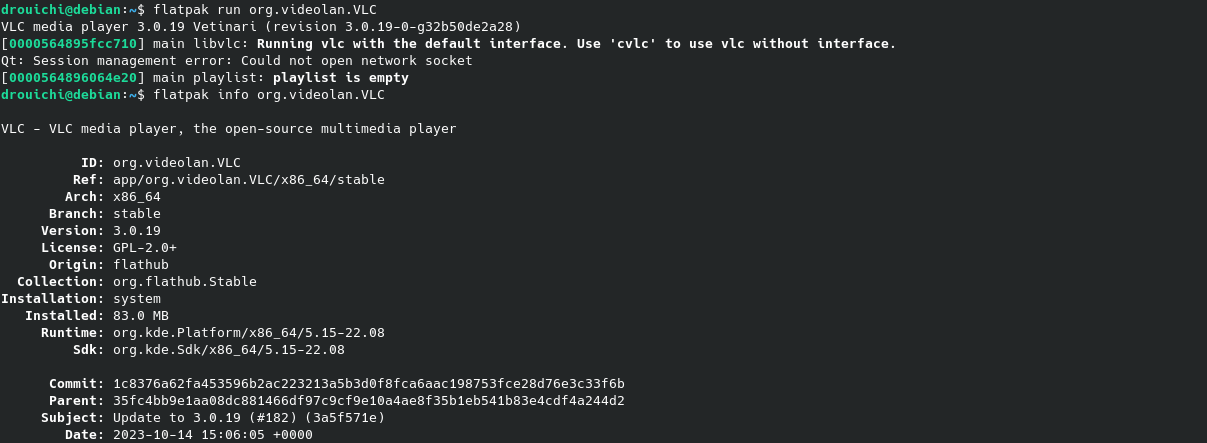 drouichi@debian:~$ flatpak run org.videolan.VLC
VLC media player 3.0.19 Vetinari (revision 3.0.19-0-g32b50de2a28)
[0000564895fcc710] main libvlc: Running vlc with the default interface. Use 'cvlc' to use vlc without interface.
Qt: Session management error: Could not open network socket
[0000564896064e20] main playlist: playlist is empty
drouichi@debian:~$ flatpak info org.videolan.VLC
VLC - VLC media player, the open-source multimedia player
ID: org.videolan.VLC
Ref: app/org.videolan.VLC/x86_64/stable
Arch: x86_64
Branch: stable
Version: 3.0.19
License: GPL-2.0+
Origin: flathub
Collection: org.flathub.Stable
Installation: system
Installed: 83.0 MB
Runtime: org.kde.Platform/x86_64/5.15-22.08
Sdk: org.kde.Sdk/x86_64/5.15-22.08
Commit: 1c8376a62fa453596b2ac223213a5b3d0f8fca6aac198753fce28d76e3c33f6b
Parent: 35fc4bb9e1aa08dc881466df97c9cf9e10a4ae8f35b1eb541b83e4cdf4a244d2
Subject: Update to 3.0.19 (#182) (3a5f571e)
Date: 2023-10-14 15:06:05 +0000